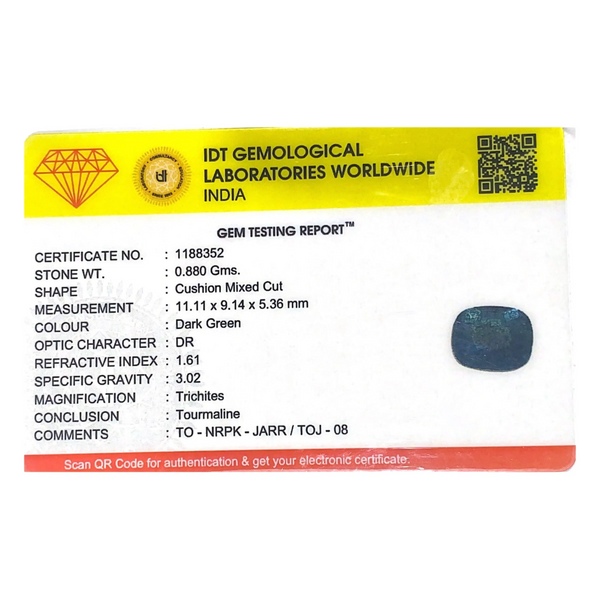 IDT GEMOLOGICAL
LABORATORIES WORLDWiDE
INDIA
idt
GEM TESTING REPORT™
CERTIFICATE NO. : 1188352
STONE WT. : 0.880 Gms.
SHAPE : Cushion Mixed Cut
MEASUREMENT : 11.11 x 9.14 x 5.36 mm
COLOUR : Dark Green
OPTIC CHARACTER : DR
REFRACTIVE INDEX : 1.61
SPECIFIC GRAVITY : 3.02
MAGNIFICATION : Trichites
CONCLUSION : Tourmaline
COMMENTS : TO - NRPK - JARR / TOJ - 08
Scan QR Code for authentication & get your electronic certificate.